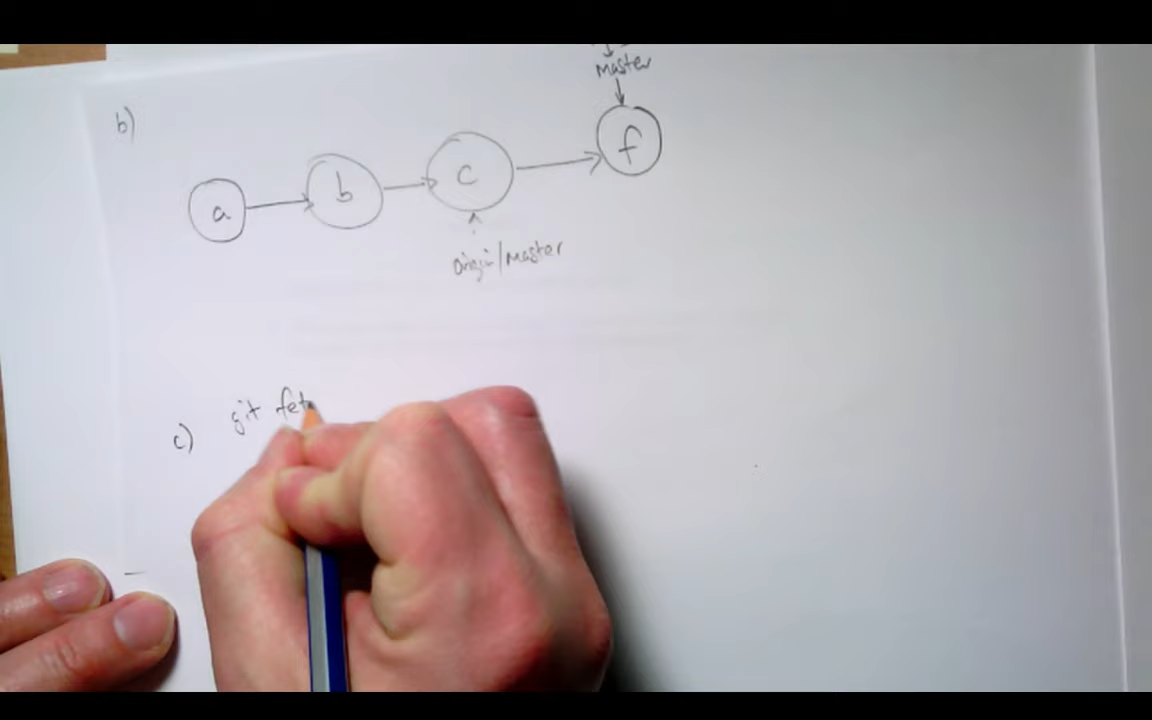 master
b)
a b c f
origin/master
c) git fet